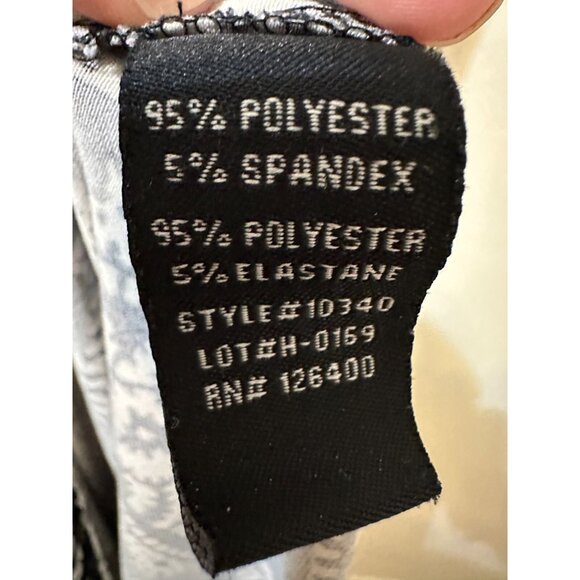 95% POLYESTER
5% SPANDEX
95% POLYESTER
5% ELASTANE
STYLE#10340
LOT#H-0169
RN# 126400